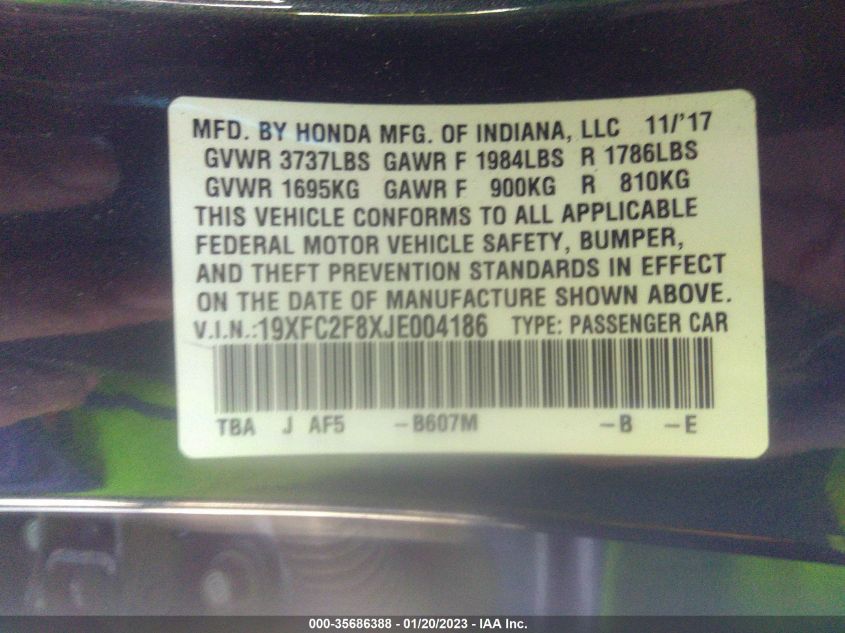 MFD. BY HONDA MFG. OF INDIANA, LLC 11/'17
GVWR 3737LBS GAWR F 1984LBS R 1786LBS
GVWR 1695KG GAWR F 900KG R 810KG
THIS VEHICLE CONFORMS TO ALL APPLICABLE
FEDERAL MOTOR VEHICLE SAFETY, BUMPER,
AND THEFT PREVENTION STANDARDS IN EFFECT
ON THE DATE OF MANUFACTURE SHOWN ABOVE.
V.I.N.:19XFC2F8XJE004186 TYPE: PASSENGER CAR
TBA J AF5 -B607M -B -E
000-35686388 - 01/20/2023 - IAA Inc.